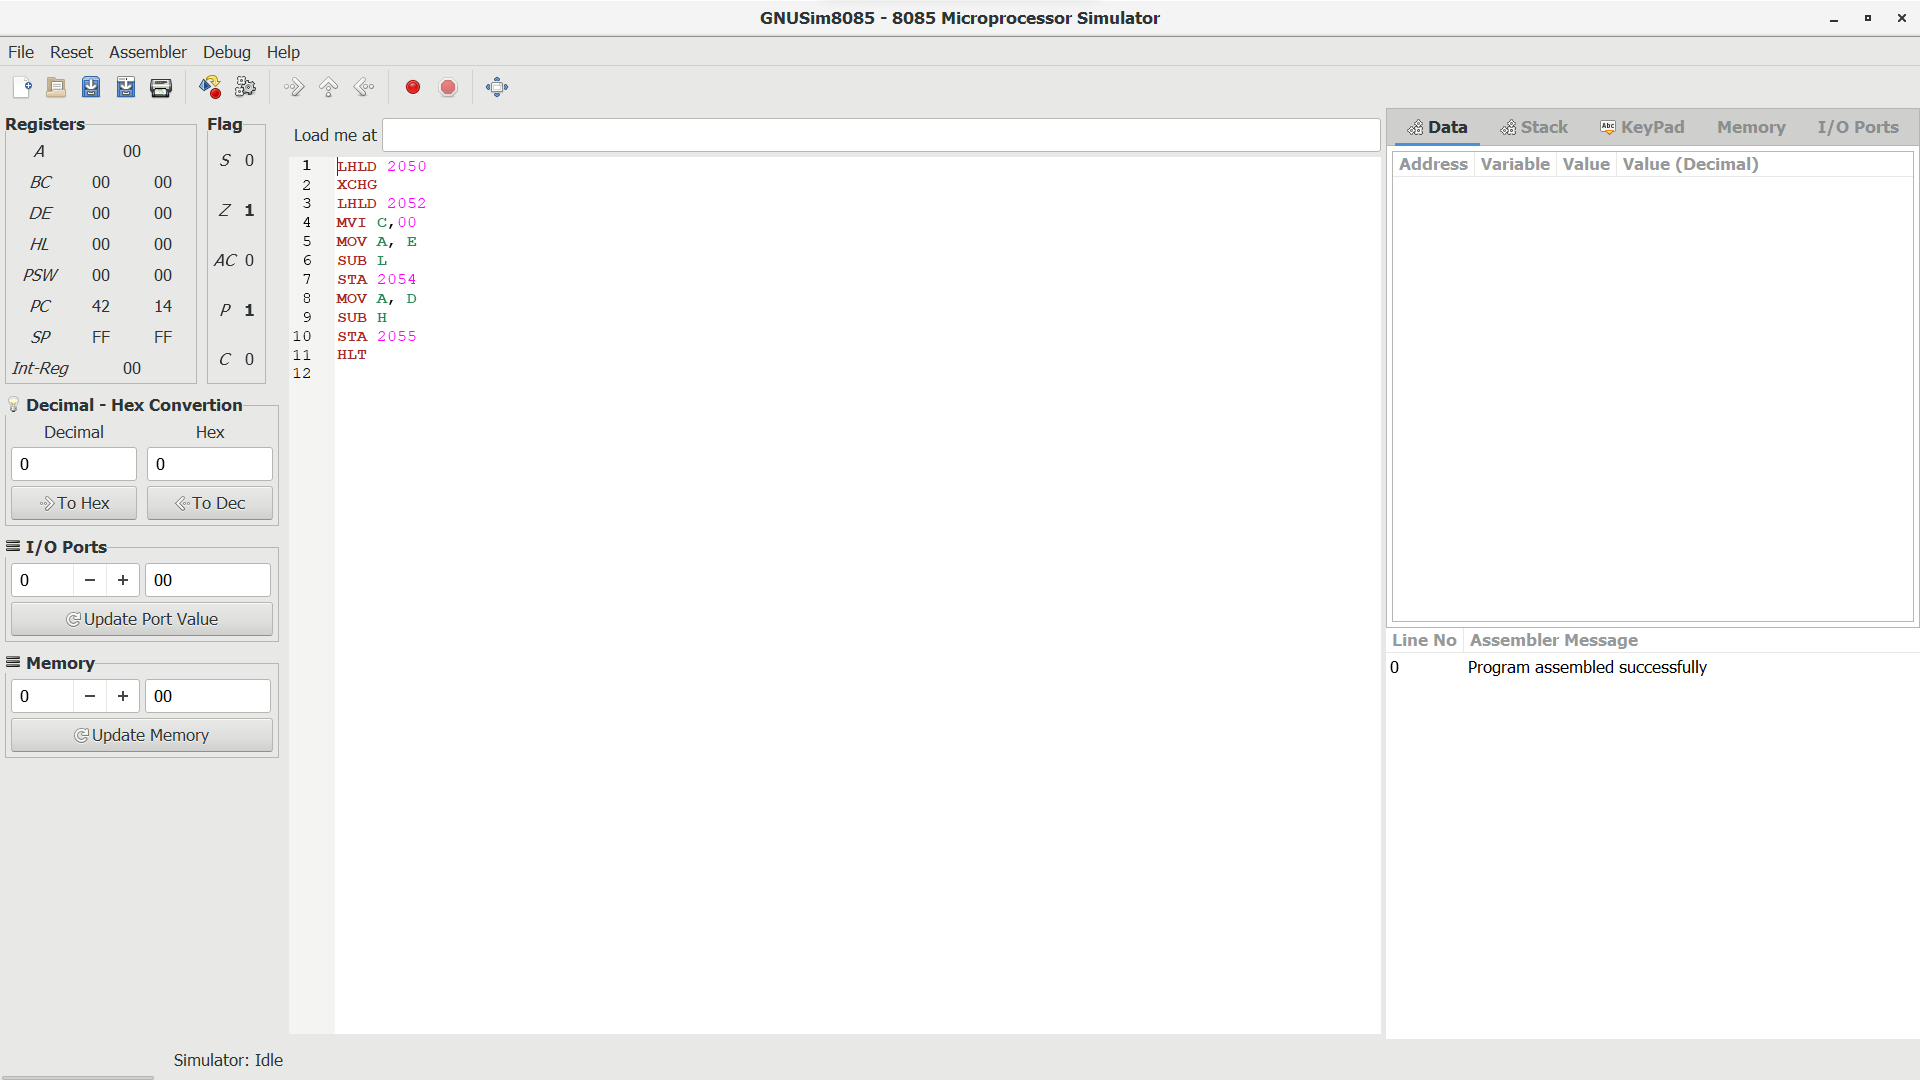 GNUSim8085 - 8085 Microprocessor Simulator
File Reset Assembler Debug Help
Registers
A 00
BC 00 00
DE 00 00
HL 00 00
PSW 00 00
PC 42 14
SP FF FF
Int-Reg 00
Flag
S 0
Z 1
AC 0
P 1
C 0
Decimal - Hex Convertion
Decimal Hex
0 0
To Hex To Dec
I/O Ports
0 − + 00
Update Port Value
Memory
0 − + 00
Update Memory
Load me at
1 LHLD 2050
2 XCHG
3 LHLD 2052
4 MVI C,00
5 MOV A, E
6 SUB L
7 STA 2054
8 MOV A, D
9 SUB H
10 STA 2055
11 HLT
12
Data Stack Abc KeyPad Memory I/O Ports
Address Variable Value Value (Decimal)
Line No Assembler Message
0 Program assembled successfully
Simulator: Idle